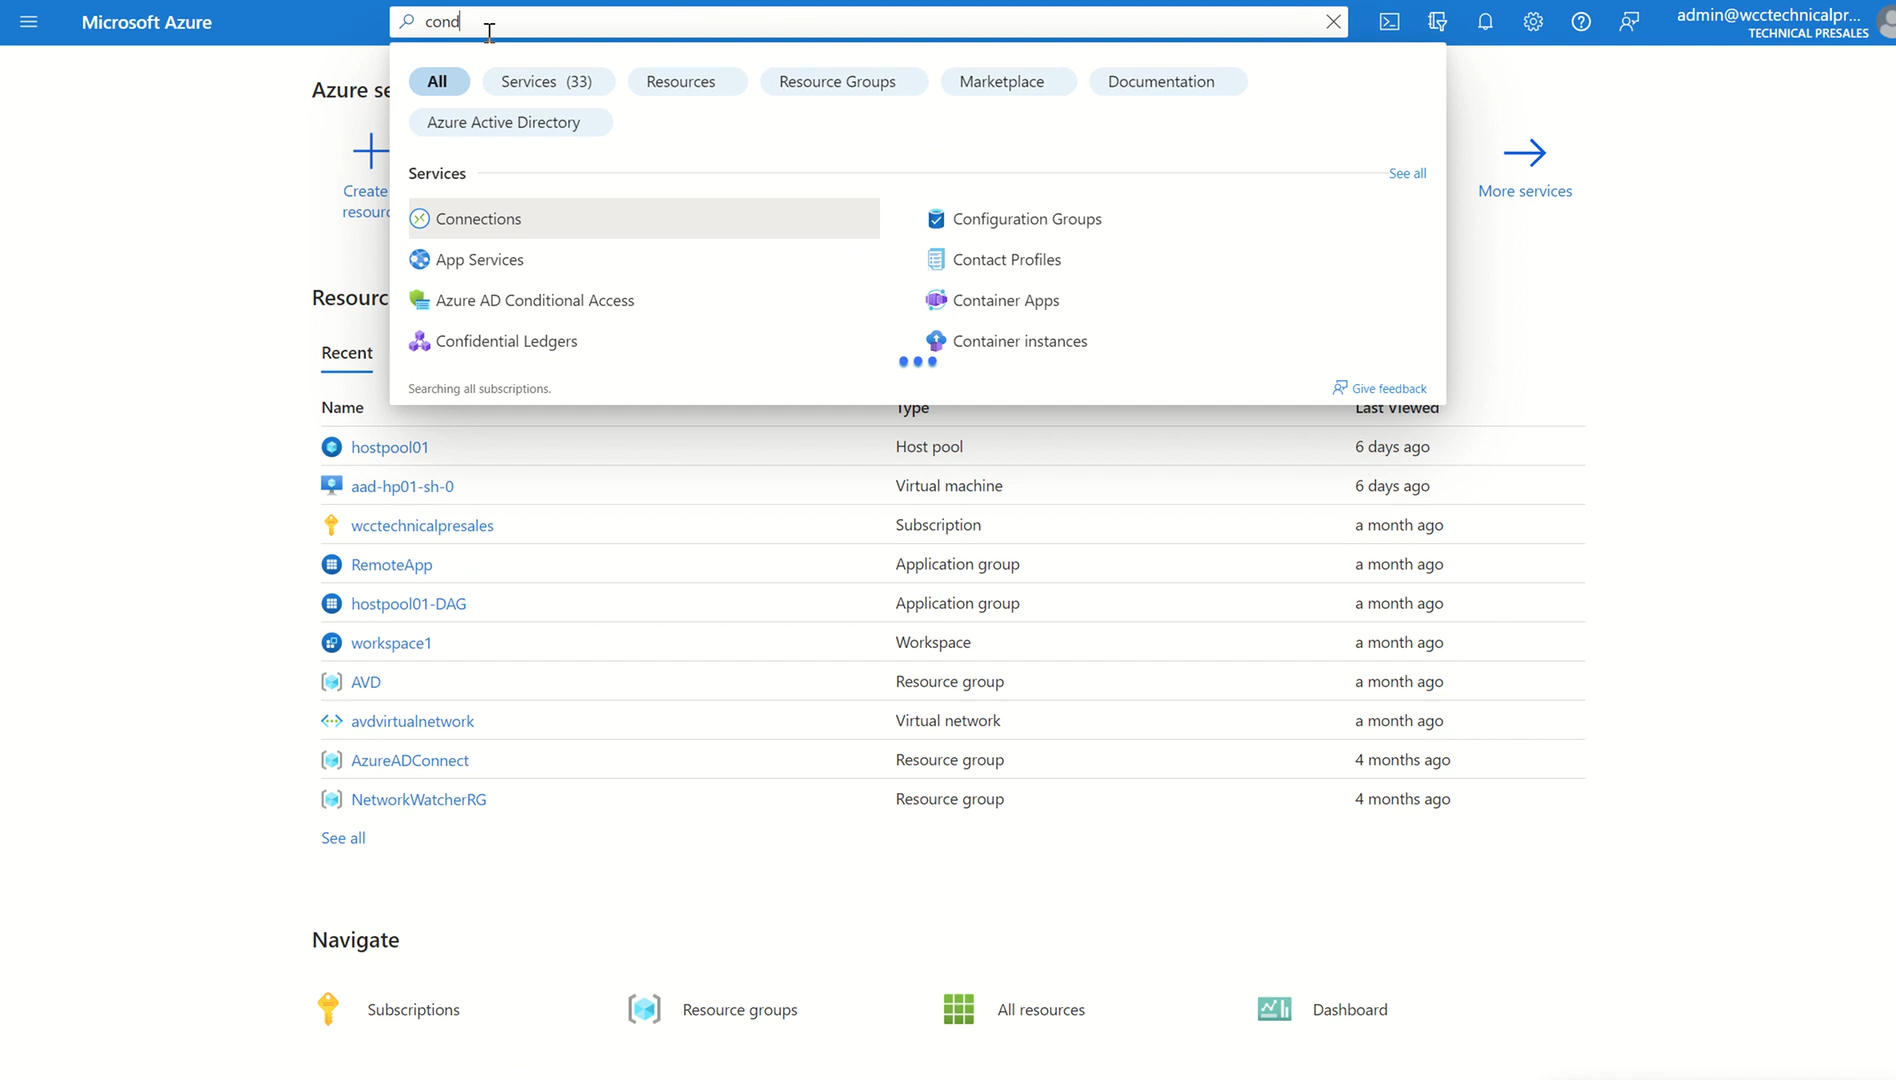 Microsoft Azure
cond
admin@wcctechnicalpr...
TECHNICAL PRESALES
All
Services (33)
Resources
Resource Groups
Marketplace
Documentation
Azure Active Directory
Azure se
Create
resourc
More services
Services
See all
Connections
Configuration Groups
App Services
Contact Profiles
Azure AD Conditional Access
Container Apps
Confidential Ledgers
Container instances
Searching all subscriptions.
Give feedback
Resourc
Recent
Name
Type
Last Viewed
hostpool01
Host pool
6 days ago
aad-hp01-sh-0
Virtual machine
6 days ago
wcctechnicalpresales
Subscription
a month ago
RemoteApp
Application group
a month ago
hostpool01-DAG
Application group
a month ago
workspace1
Workspace
a month ago
AVD
Resource group
a month ago
avdvirtualnetwork
Virtual network
a month ago
AzureADConnect
Resource group
4 months ago
NetworkWatcherRG
Resource group
4 months ago
See all
Navigate
Subscriptions
Resource groups
All resources
Dashboard